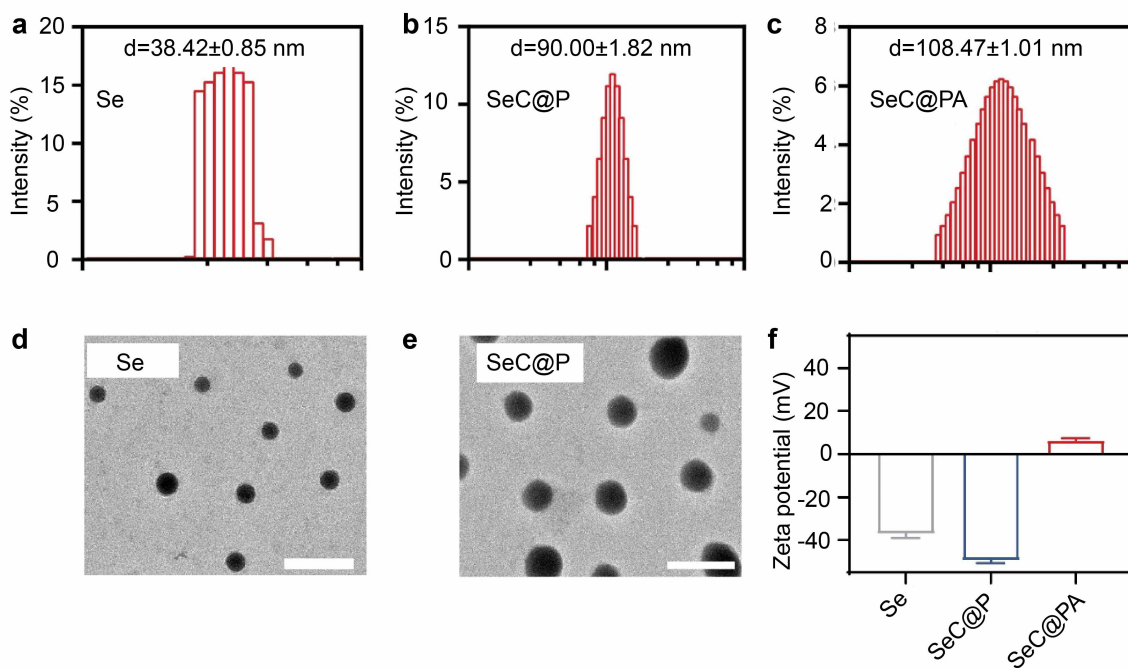 a
d=38.42±0.85 nm
Se
Intensity (%)
20
15
10
5
0
b
d=90.00±1.82 nm
SeC@P
Intensity (%)
15
10
5
0
c
d=108.47±1.01 nm
SeC@PA
Intensity (%)
8
6
4
2
0
d
Se
e
SeC@P
f
Zeta potential (mV)
40
20
0
-20
-40
Se
SeC@P
SeC@PA